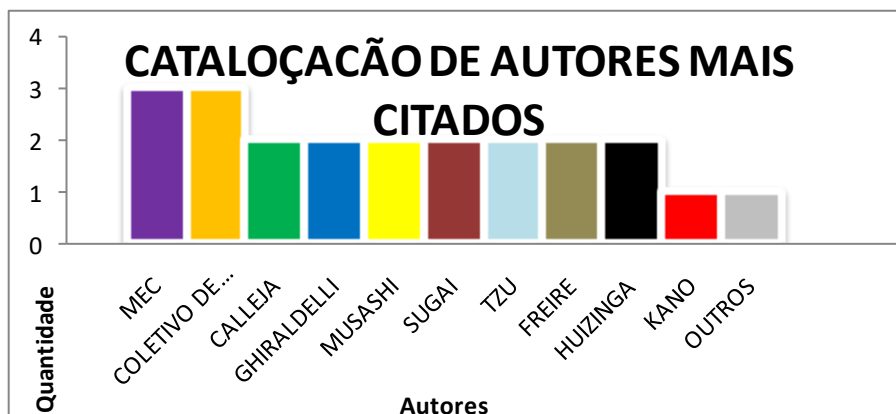 CATALOÇACÃO DE AUTORES MAIS
CITADOS
4
3
2
1
0
MEC
COLETIVO DE...
CALLEJA
GHIRALDELLI
MUSASHI
SUGAI
TZU
FREIRE
HUIZINGA
KANO
OUTROS
Quantidade
Autores